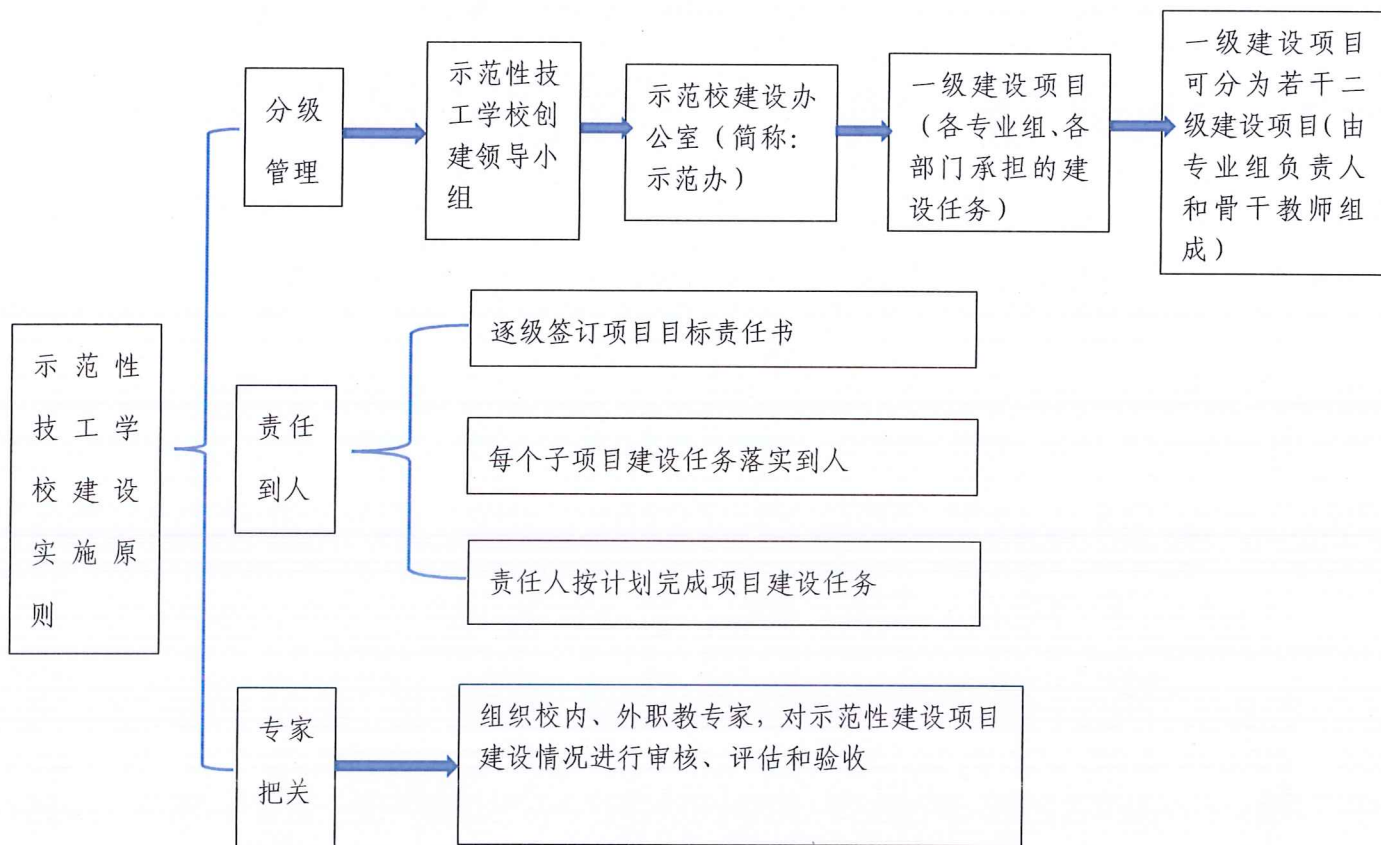 示范性
技工学
校建设
实施原
则
分级
管理
示范性技
工学校创
建领导小
组
示范校建设办
公室（简称：
示范办）
一级建设项目
（各专业组、各
部门承担的建
设任务）
一级建设项目
可分为若干二
级建设项目（由
专业组负责人
和骨干教师组
成）
责任
到人
逐级签订项目目标责任书
每个子项目建设任务落实到人
责任人按计划完成项目建设任务
专家
把关
组织校内、外职教专家，对示范性建设项目
建设情况进行审核、评估和验收